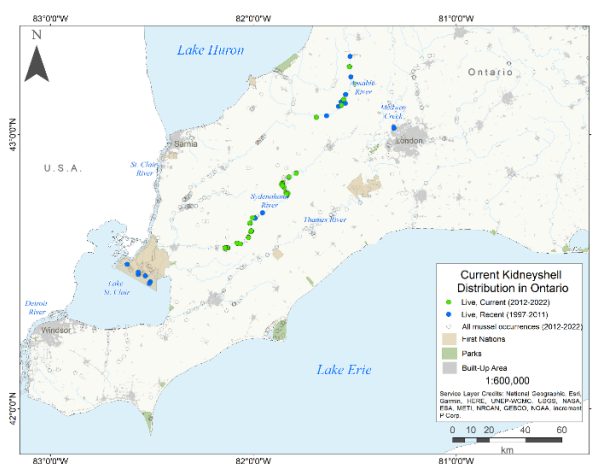 83°0'0"W
82°0'0"W
81°0'0"W
N
Lake Huron
Ontario
Ausable
River
Medway
Creek
43°0'0"N
Sarnia
London
U.S.A.
St. Clair
River
Sydenham
River
Thames River
Lake
St. Clair
Detroit
River
Windsor
Lake Erie
42°0'0"N
Current Kidneyshell
Distribution in Ontario
Live, Current (2012-2022)
Live, Recent (1997-2011)
All mussel occurrences (2012-2022)
First Nations
Parks
Built-Up Area
1:600,000
Service Layer Credits: National Geographic, Esri,
Garmin, HERE, UNEP-WCMC, USGS, NASA,
ESA, METI, NRCAN, GEBCO, NOAA, increment
P Corp.
0 10 20 40 60
km
83°0'0"W
82°0'0"W
81°0'0"W